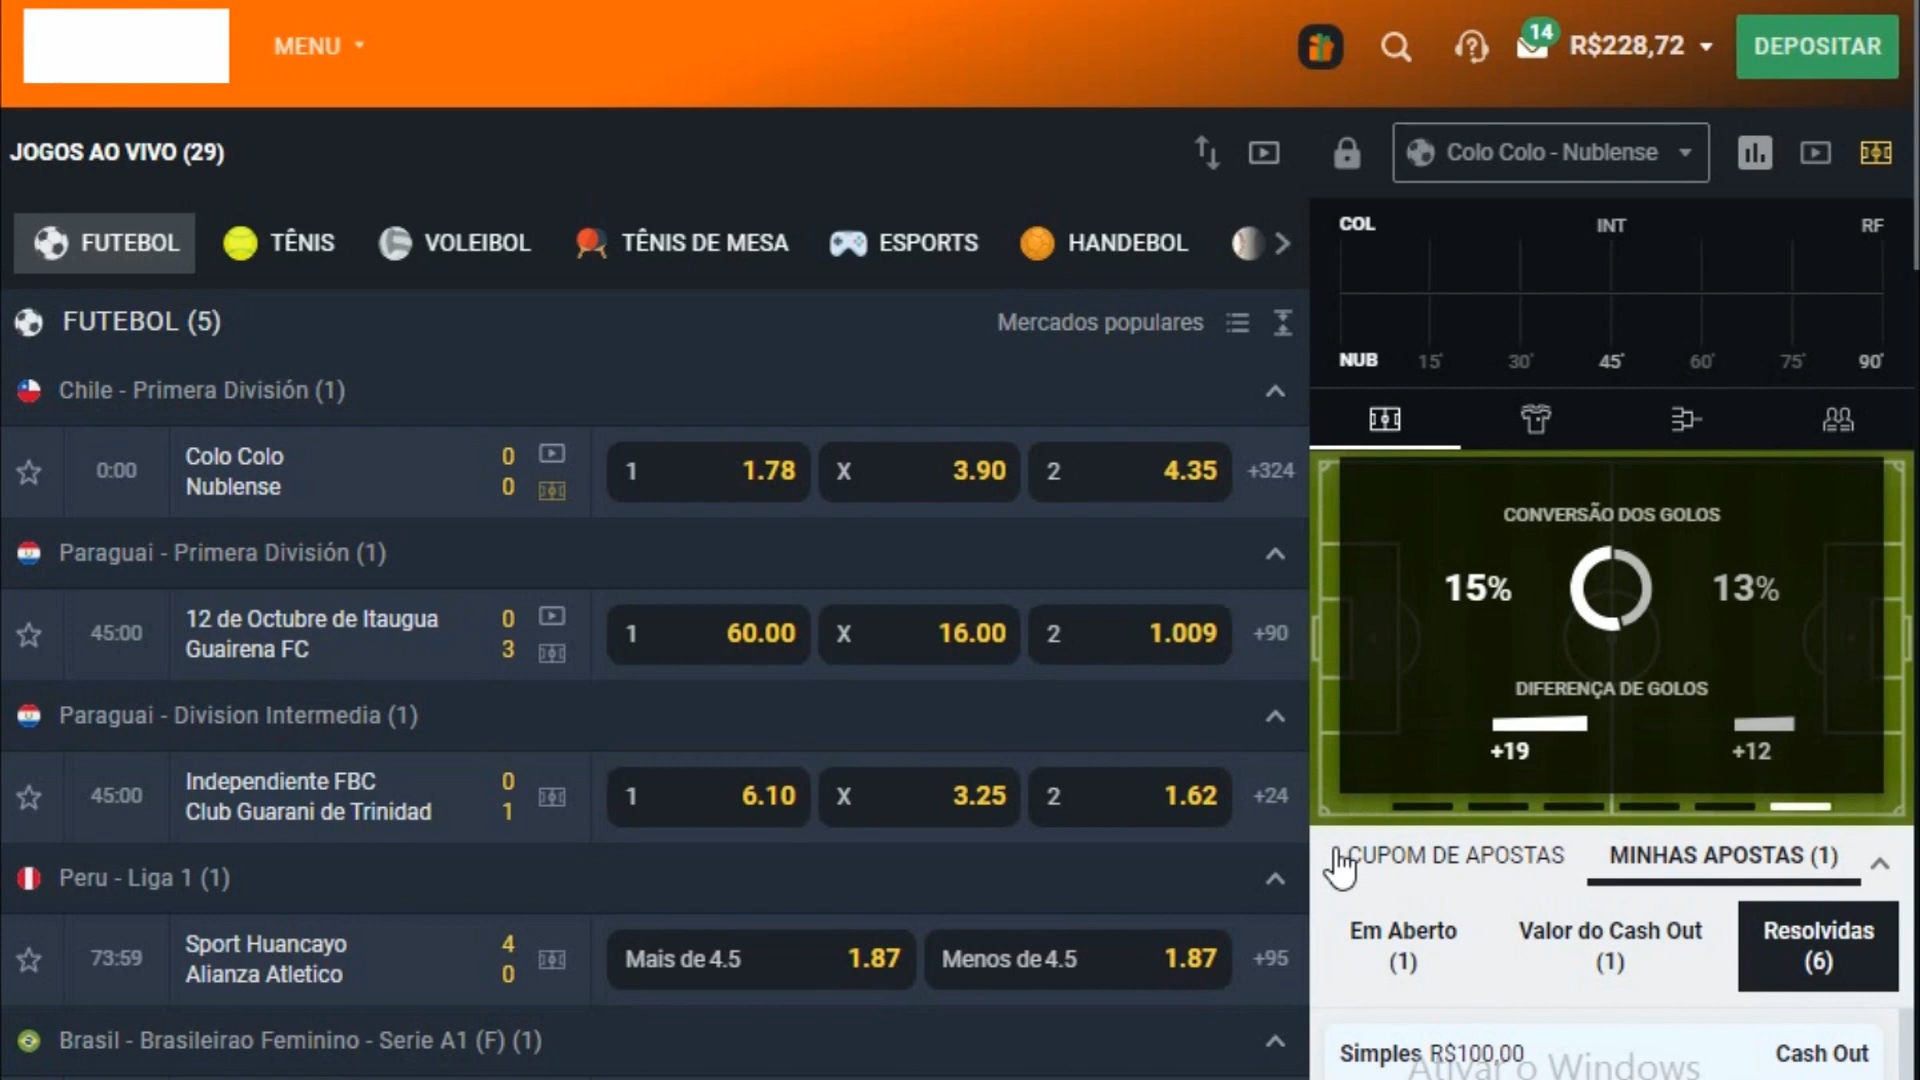 MENU
14
R$228,72
DEPOSITAR
JOGOS AO VIVO (29)
Colo Colo - Nublense
FUTEBOL
TÊNIS
VOLEIBOL
TÊNIS DE MESA
ESPORTS
HANDEBOL
FUTEBOL (5)
Mercados populares
Chile - Primera División (1)
0:00
Colo Colo 0
Nublense 0
1 1.78
X 3.90
2 4.35
+324
Paraguai - Primera División (1)
45:00
12 de Octubre de Itaugua 0
Guairena FC 3
1 60.00
X 16.00
2 1.009
+90
Paraguai - Division Intermedia (1)
45:00
Independiente FBC 0
Club Guarani de Trinidad 1
1 6.10
X 3.25
2 1.62
+24
Peru - Liga 1 (1)
73:59
Sport Huancayo 4
Alianza Atletico 0
Mais de 4.5 1.87
Menos de 4.5 1.87
+95
Brasil - Brasileirao Feminino - Serie A1 (F) (1)
COL INT RF
NUB 15' 30' 45' 60' 75' 90'
CONVERSÃO DOS GOLOS
15% 13%
DIFERENÇA DE GOLOS
+19 +12
CUPOM DE APOSTAS
MINHAS APOSTAS (1)
Em Aberto
(1)
Valor do Cash Out
(1)
Resolvidas
(6)
Simples R$100,00
Cash Out
Ativar o Windows